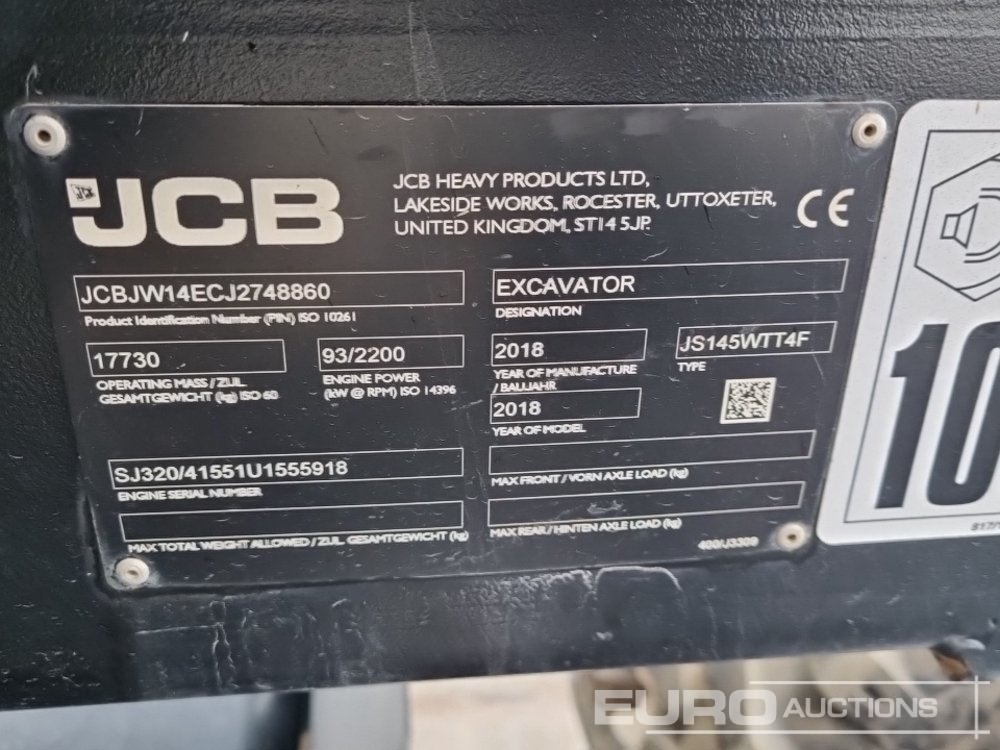 JCB
JCB HEAVY PRODUCTS LTD,
LAKESIDE WORKS, ROCESTER, UTTOXETER,
UNITED KINGDOM, ST14 5JP.
CE
JCBJW14ECJ2748860
Product Identification Number (PIN) ISO 10261
EXCAVATOR
DESIGNATION
17730
OPERATING MASS / ZUL.
GESAMTGEWICHT (kg) ISO 60
93/2200
ENGINE POWER
(kW @ RPM) ISO 14396
2018
YEAR OF MANUFACTURE
/ BAUJAHR
JS145WTT4F
TYPE
2018
YEAR OF MODEL
SJ320/41551U1555918
ENGINE SERIAL NUMBER
MAX FRONT / VORN AXLE LOAD (kg)
MAX TOTAL WEIGHT ALLOWED / ZUL. GESAMTGEWICHT (kg)
MAX REAR / HINTEN AXLE LOAD (kg)
400/J3309
10
817/
EURO AUCTIONS